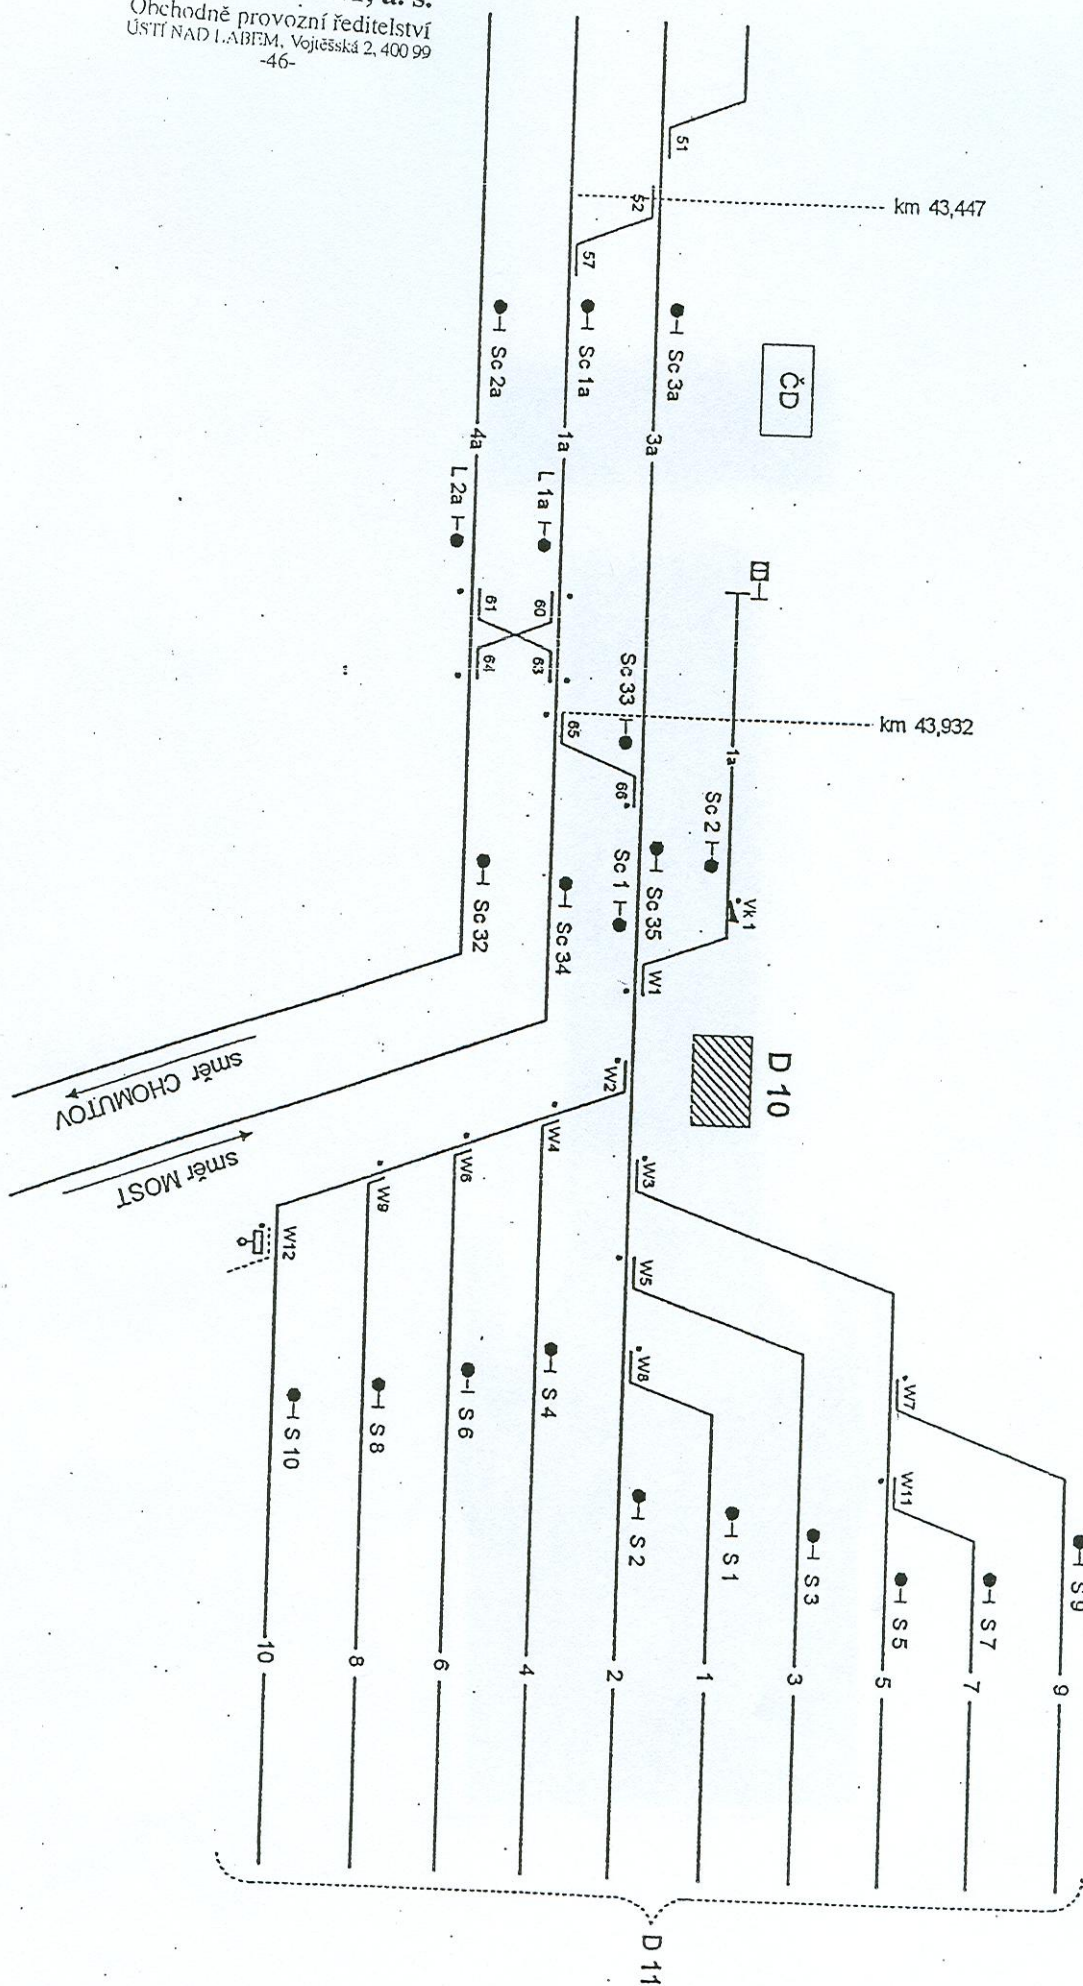 a. s.
Obchodně provozní ředitelství
ÚSTÍ NAD LABEM, Vojtěšská 2, 400 99
-46-
51
52
km 43,447
57
Sc 2a
Sc 1a
Sc 3a
ČD
4a
1a
3a
L 2a
L 1a
61
60
64
63
Sc 33
65
km 43,932
1a
66
Sc 2
Sc 1
Sc 35
Vk 1
Sc 32
Sc 34
W1
D 10
W2
směr CHOMUTOV
směr MOST
W4
W6
W9
W12
W3
W5
W8
W7
W11
S 10
S 8
S 6
S 4
S 2
S 1
S 3
S 5
S 7
S 9
10
8
6
4
2
1
3
5
7
9
D 11